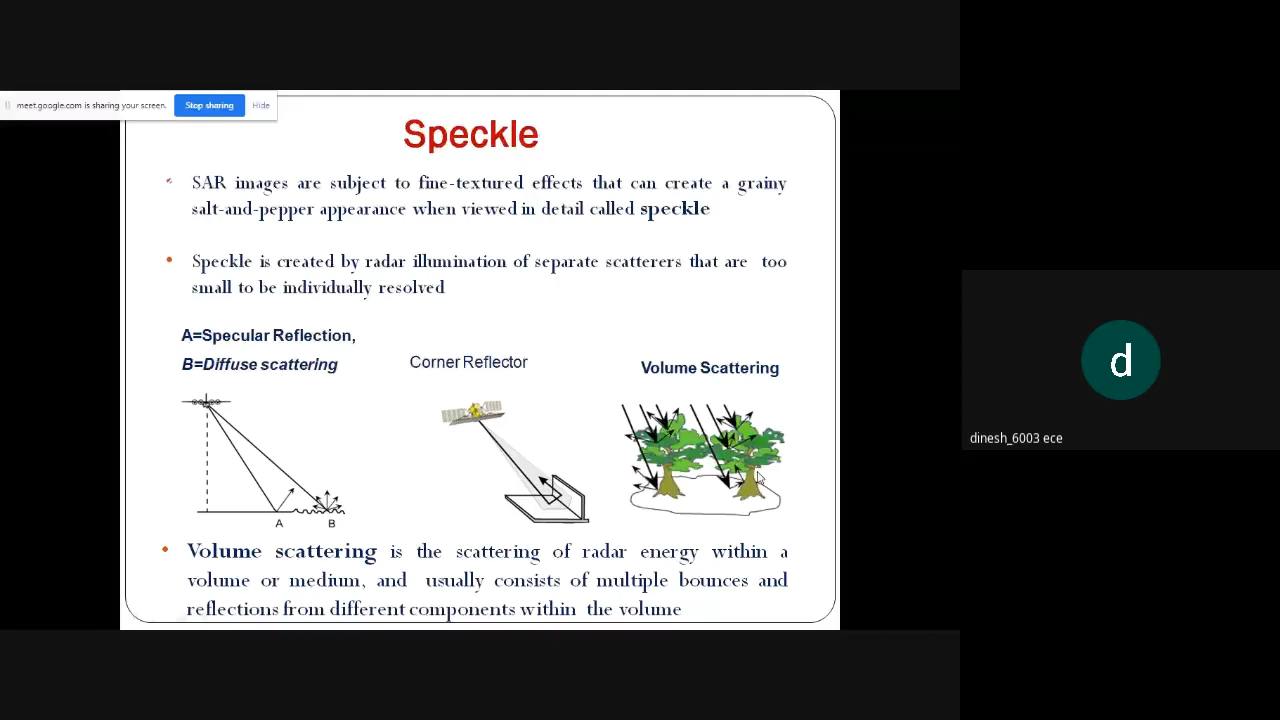 meet.google.com is sharing your screen.
Stop sharing
Hide
Speckle
SAR images are subject to fine-textured effects that can create a grainy
salt-and-pepper appearance when viewed in detail called speckle
Speckle is created by radar illumination of separate scatterers that are too
small to be individually resolved
A=Specular Reflection,
B=Diffuse scattering
Corner Reflector
Volume Scattering
A
B
Volume scattering is the scattering of radar energy within a
volume or medium, and usually consists of multiple bounces and
reflections from different components within the volume
d
dinesh_6003 ece